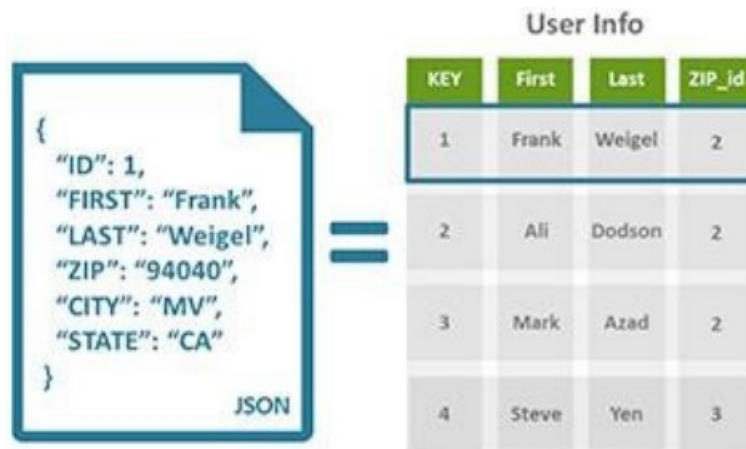 {
"ID": 1,
"FIRST": "Frank",
"LAST": "Weigel",
"ZIP": "94040",
"CITY": "MV",
"STATE": "CA"
}
JSON
=
User Info
KEY First Last ZIP_id
1 Frank Weigel 2
2 Ali Dodson 2
3 Mark Azad 2
4 Steve Yen 3